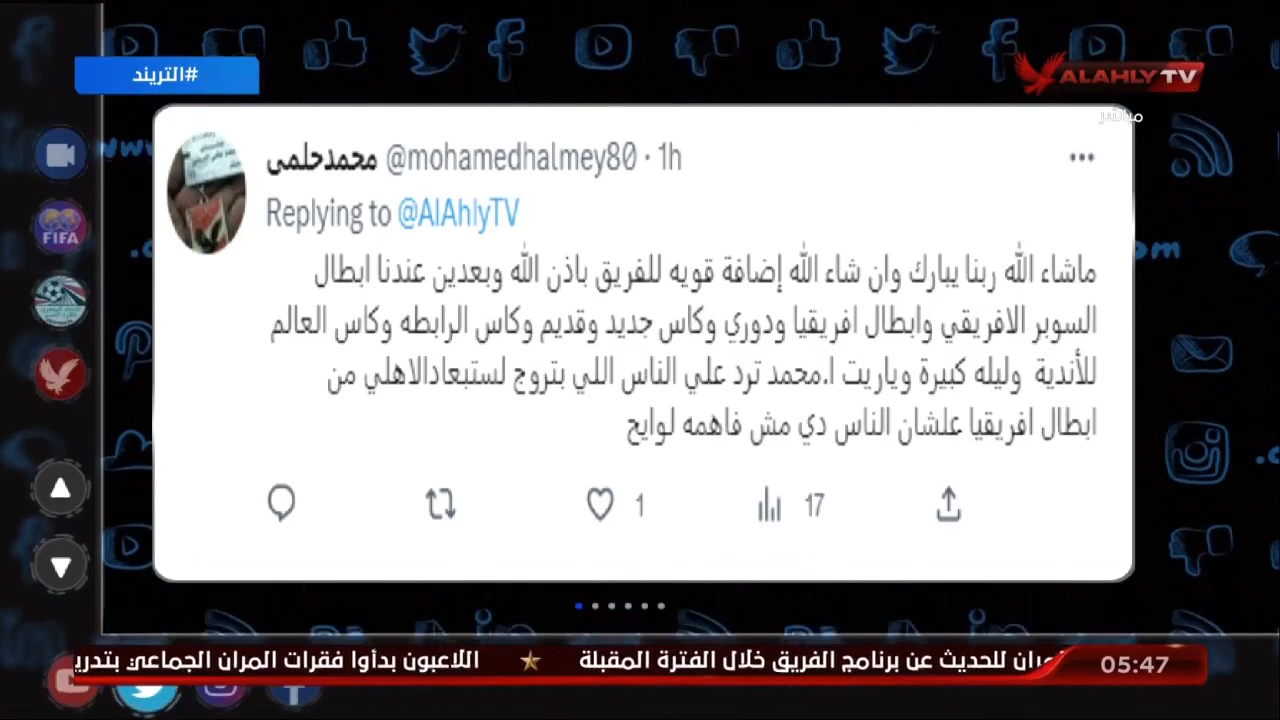 #التريند
ALAHLY TV
مباشر
محمدحلمى @mohamedhalmey80 · 1h
Replying to @AlAhlyTV
ماشاء الله ربنا يبارك وان شاء الله إضافة قويه للفريق باذن الله وبعدين عندنا ابطال
السوبر الافريقي وابطال افريقيا ودوري وكاس جديد وقديم وكاس الرابطه وكاس العالم
للأندية وليله كبيرة وياريت ا.محمد ترد علي الناس اللي بتروج لستبعادالاهلي من
ابطال افريقيا علشان الناس دي مش فاهمه لوايح
1
17
FIFA
للحديث عن برنامج الفريق خلال الفترة المقبلة
اللاعبون بدأوا فقرات المران الجماعي
05:47